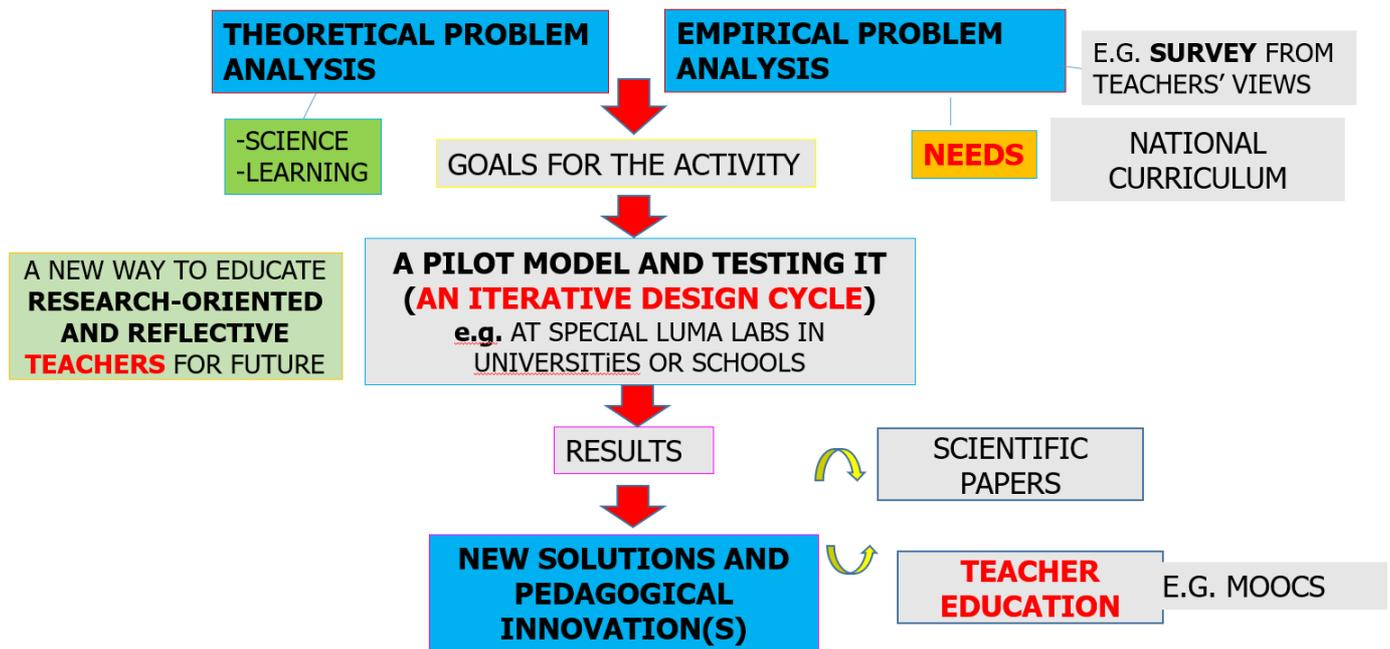 THEORETICAL PROBLEM
ANALYSIS
EMPIRICAL PROBLEM
ANALYSIS
E.G. SURVEY FROM
TEACHERS’ VIEWS
-SCIENCE
-LEARNING
GOALS FOR THE ACTIVITY
NEEDS
NATIONAL
CURRICULUM
A NEW WAY TO EDUCATE
RESEARCH-ORIENTED
AND REFLECTIVE
TEACHERS FOR FUTURE
A PILOT MODEL AND TESTING IT
(AN ITERATIVE DESIGN CYCLE)
e.g. AT SPECIAL LUMA LABS IN
UNIVERSITiES OR SCHOOLS
RESULTS
SCIENTIFIC
PAPERS
NEW SOLUTIONS AND
PEDAGOGICAL
INNOVATION(S)
TEACHER
EDUCATION
E.G. MOOCS